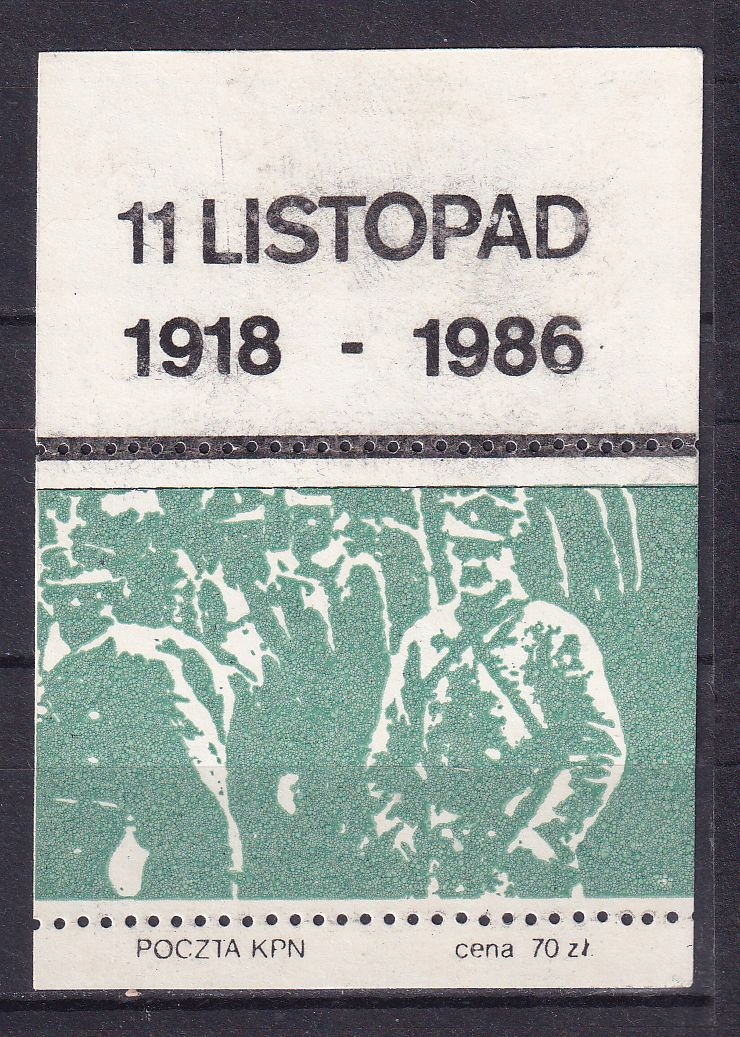 11 LISTOPAD
1918 - 1986
POCZTA KPN cena 70 zł.